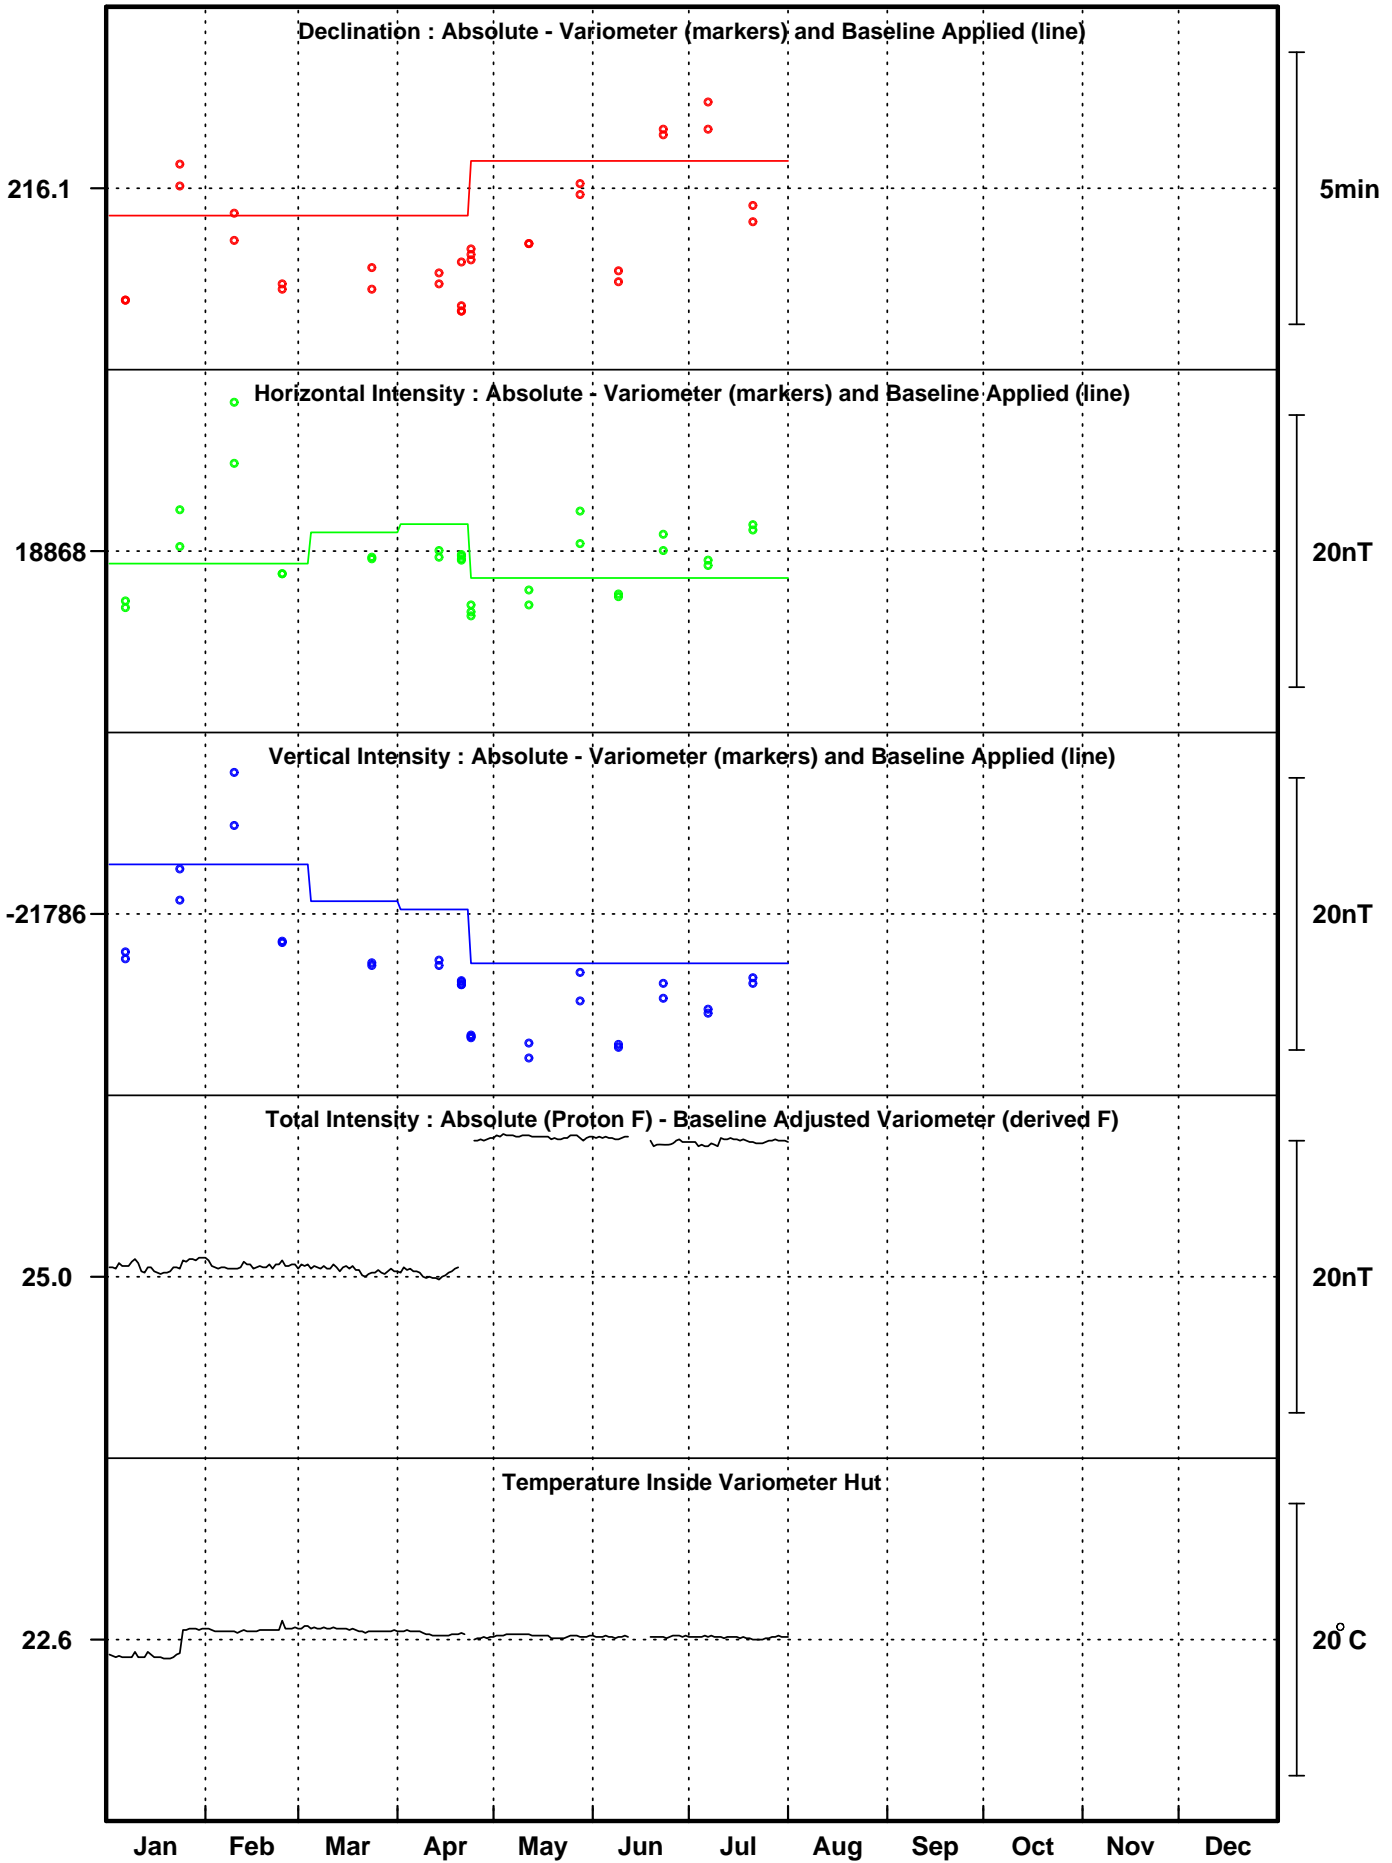 Declination : Absolute - Variometer (markers) and Baseline Applied (line)
216.1
5min
Horizontal Intensity : Absolute - Variometer (markers) and Baseline Applied (line)
18868
20nT
Vertical Intensity : Absolute - Variometer (markers) and Baseline Applied (line)
-21786
20nT
Total Intensity : Absolute (Proton F) - Baseline Adjusted Variometer (derived F)
25.0
20nT
Temperature Inside Variometer Hut
22.6
20°C
Jan Feb Mar Apr May Jun Jul Aug Sep Oct Nov Dec